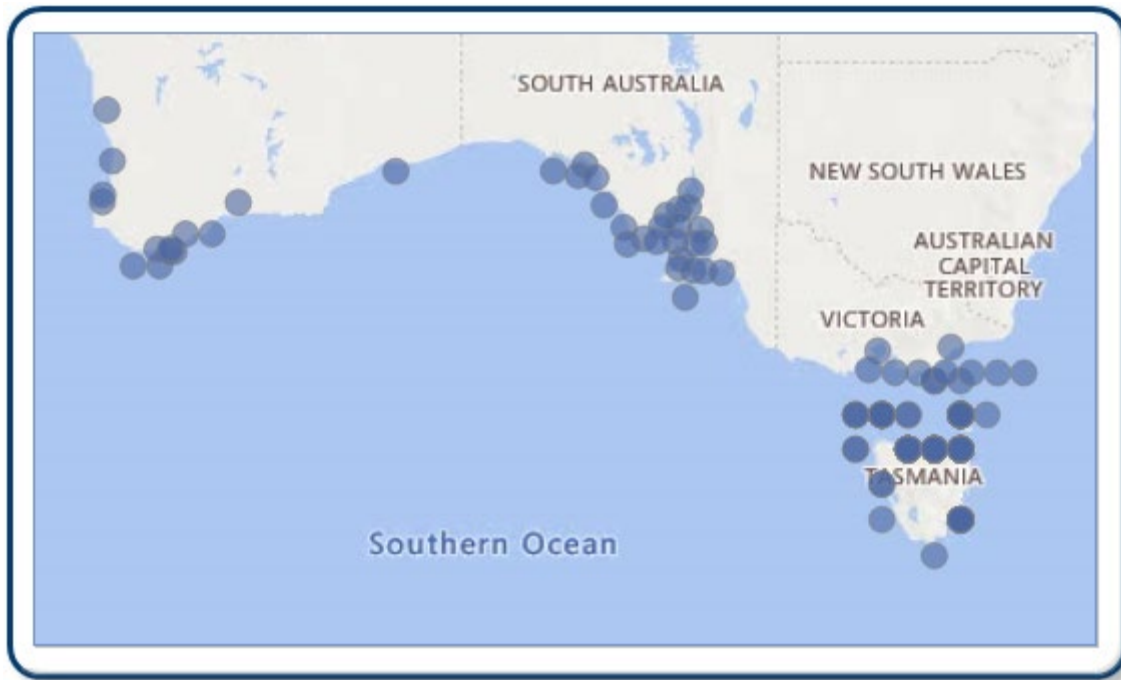 SOUTH AUSTRALIA
NEW SOUTH WALES
AUSTRALIAN
CAPITAL
TERRITORY
VICTORIA
TASMANIA
Southern Ocean